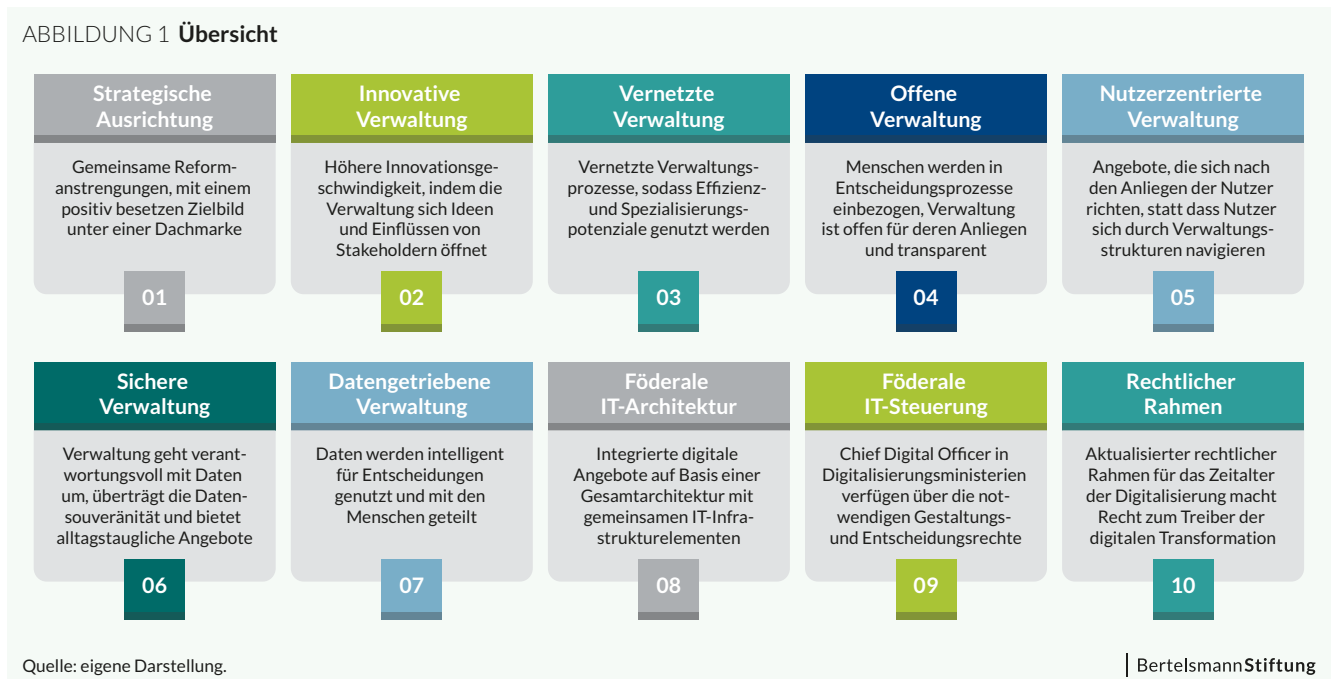 ABBILDUNG 1 Übersicht
Strategische
Ausrichtung
Gemeinsame Reform-
anstrengungen, mit einem
positiv besetzen Zielbild
unter einer Dachmarke
01
Innovative
Verwaltung
Höhere Innovationsge-
schwindigkeit, indem die
Verwaltung sich Ideen
und Einflüssen von
Stakeholdern öffnet
02
Vernetzte
Verwaltung
Vernetzte Verwaltungs-
prozesse, sodass Effizienz-
und Spezialisierungs-
potenziale genutzt werden
03
Offene
Verwaltung
Menschen werden in
Entscheidungsprozesse
einbezogen, Verwaltung
ist offen für deren Anliegen
und transparent
04
Nutzerzentrierte
Verwaltung
Angebote, die sich nach
den Anliegen der Nutzer
richten, statt dass Nutzer
sich durch Verwaltungs-
strukturen navigieren
05
Sichere
Verwaltung
Verwaltung geht verant-
wortungsvoll mit Daten
um, überträgt die Daten-
souveränität und bietet
alltagstaugliche Angebote
06
Datengetriebene
Verwaltung
Daten werden intelligent
für Entscheidungen
genutzt und mit den
Menschen geteilt
07
Föderale
IT-Architektur
Integrierte digitale
Angebote auf Basis einer
Gesamtarchitektur mit
gemeinsamen IT-Infra-
strukturelementen
08
Föderale
IT-Steuerung
Chief Digital Officer in
Digitalisierungsministerien
verfügen über die not-
wendigen Gestaltungs-
und Entscheidungsrechte
09
Rechtlicher
Rahmen
Aktualisierter rechtlicher
Rahmen für das Zeitalter
der Digitalisierung macht
Recht zum Treiber der
digitalen Transformation
10
Quelle: eigene Darstellung.
BertelsmannStiftung